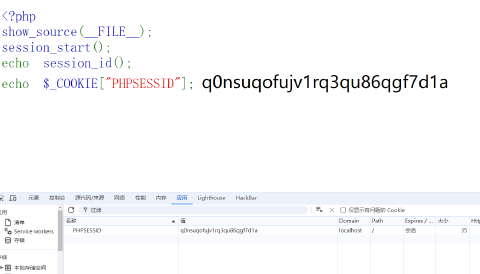 <?php
show_source(__FILE__);
session_start();
echo session_id();
echo $_COOKIE["PHPSESSID"]; q0nsuqofujv1rq3qu86qgf7d1a
元素 控制台 源代码/来源 网络 性能 内存 应用 Lighthouse HackBar
应用
过滤
仅显示有问题的 Cookie
清单
名称 值 Domain Path Expires / ... 大小 Http
Service workers
PHPSESSID q0nsuqofujv1rq3qu86qgf7d1a localhost / 会话 35
存储
存储
本地存储空间